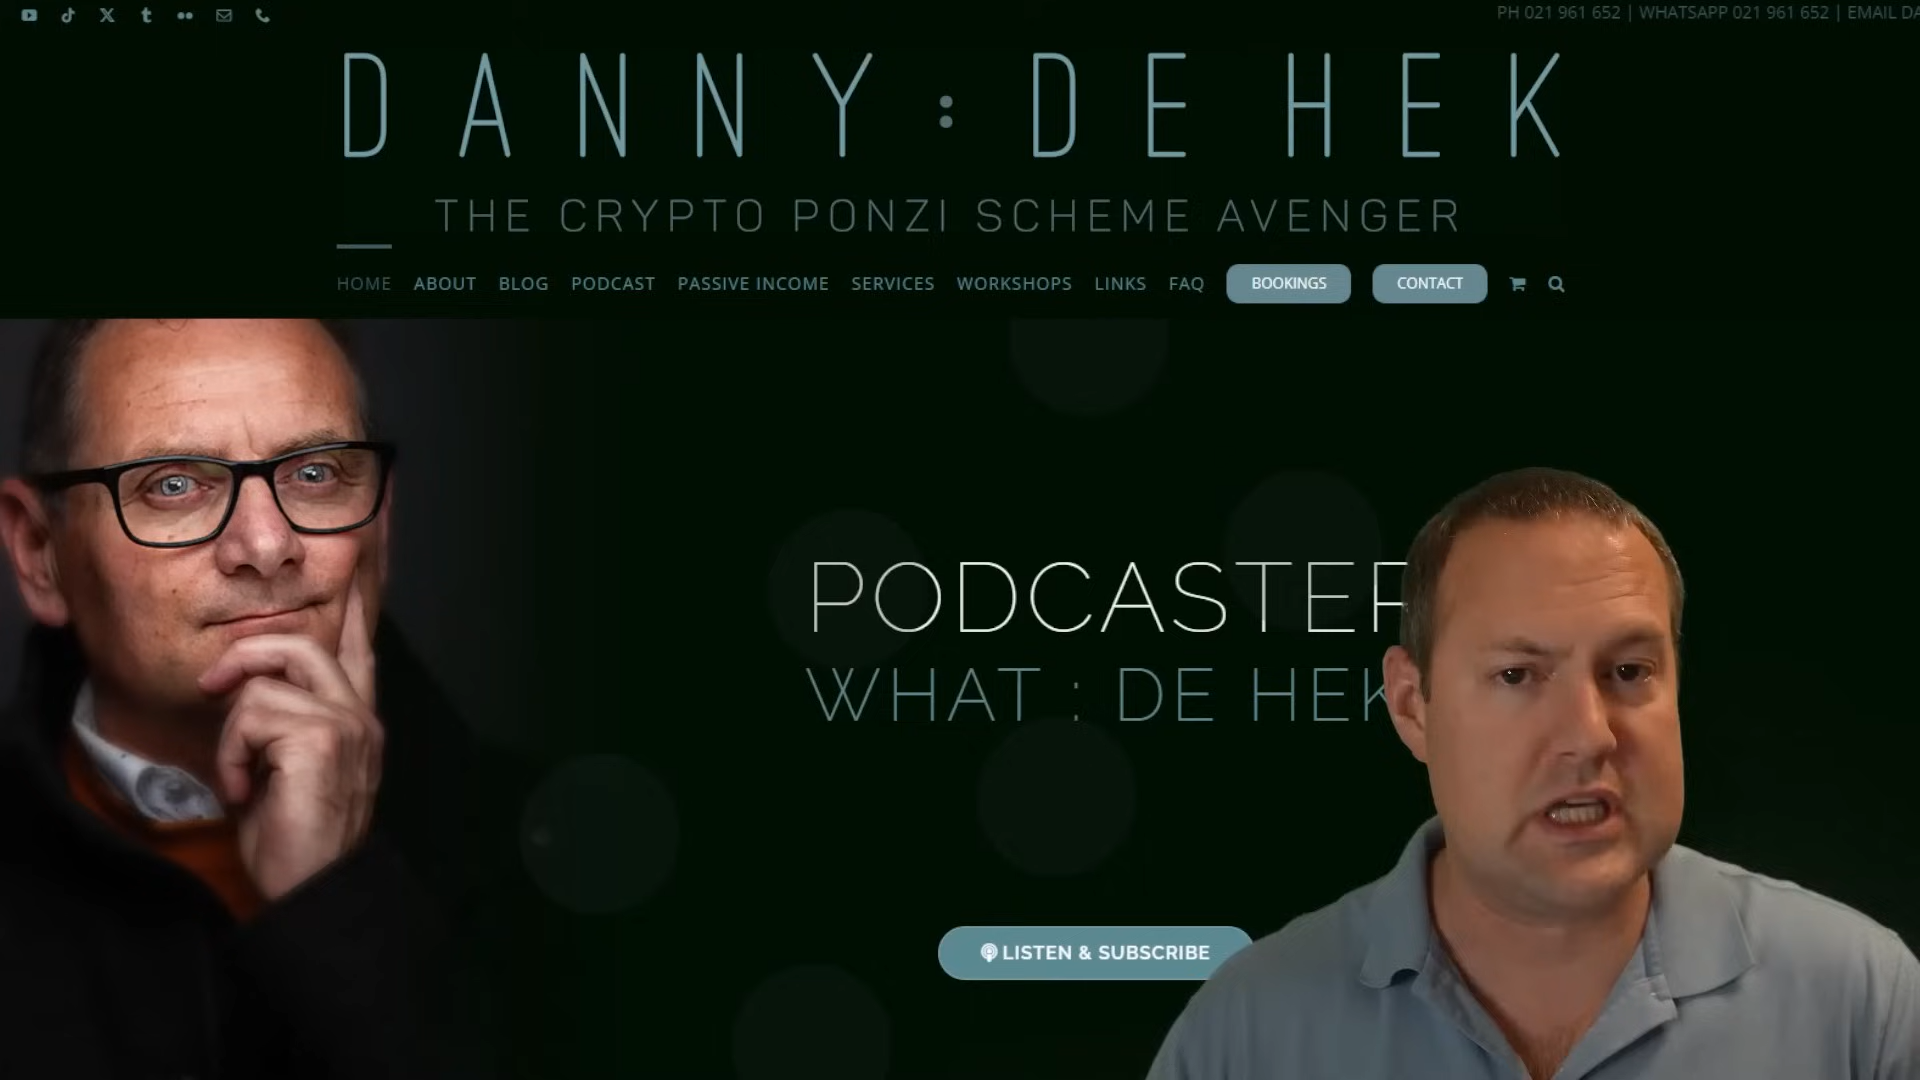 PH 021 961 652 | WHATSAPP 021 961 652 | EMAIL
DANNY : DE HEK
THE CRYPTO PONZI SCHEME AVENGER
HOME ABOUT BLOG PODCAST PASSIVE INCOME SERVICES WORKSHOPS LINKS FAQ BOOKINGS CONTACT
PODCASTER
WHAT : DE HEK
LISTEN & SUBSCRIBE